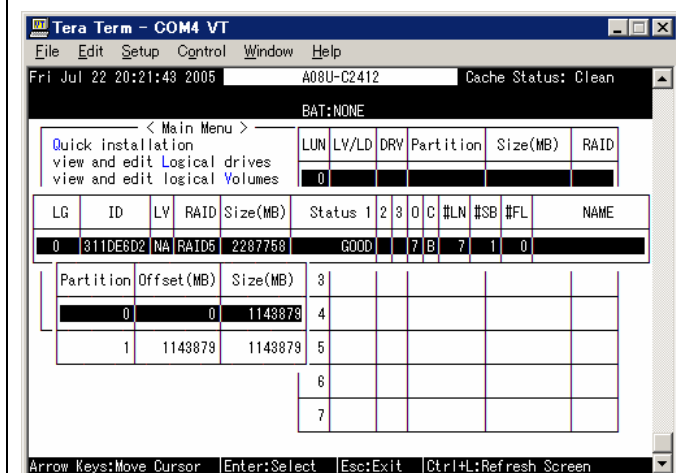 Tera Term - COM4 VT
File Edit Setup Control Window Help
Fri Jul 22 20:21:43 2005 A08U-C2412 Cache Status: Clean
BAT:NONE
< Main Menu >
Quick installation
view and edit Logical drives
view and edit logical Volumes
LUN LV/LD DRV Partition Size(MB) RAID
0
LG ID LV RAID Size(MB) Status 1 2 3 O C #LN #SB #FL NAME
0 311DE6D2 NA RAID5 2287758 GOOD 7 B 7 1 0
Partition Offset(MB) Size(MB) 3
0 0 1143879 4
1 1143879 1143879 5
6
7
Arrow Keys:Move Cursor |Enter:Select |Esc:Exit |Ctrl+L:Refresh Screen